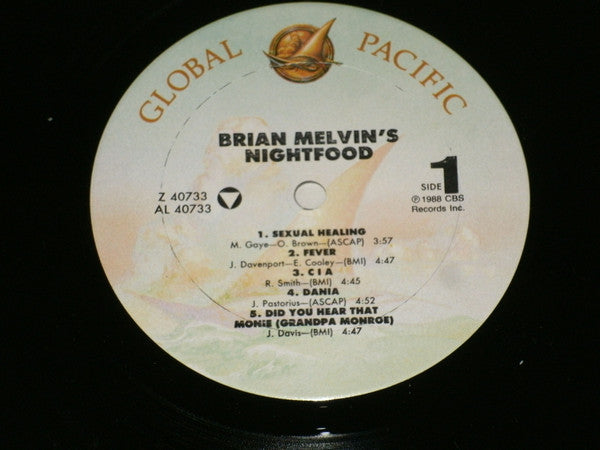 GLOBAL PACIFIC
BRIAN MELVIN'S
NIGHTFOOD
Z 40733
AL 40733
SIDE 1
℗ 1988 CBS
Records Inc.
1. SEXUAL HEALING
M. Gaye—O. Brown—(ASCAP) 3:57
2. FEVER
J. Davenport—E. Cooley—(BMI) 4:47
3. C I A
R. Smith—(BMI) 4:45
4. DANIA
J. Pastorius—(ASCAP) 4:52
5. DID YOU HEAR THAT
MONIE (GRANDPA MONROE)
J. Davis—(BMI) 4:47